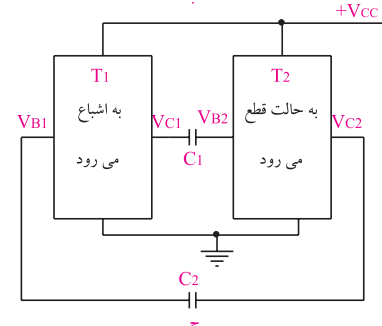 +VCC
T1
T2
به اشباع
می رود
به حالت قطع
می رود
VB1
VC1
VB2
VC2
C1
C2